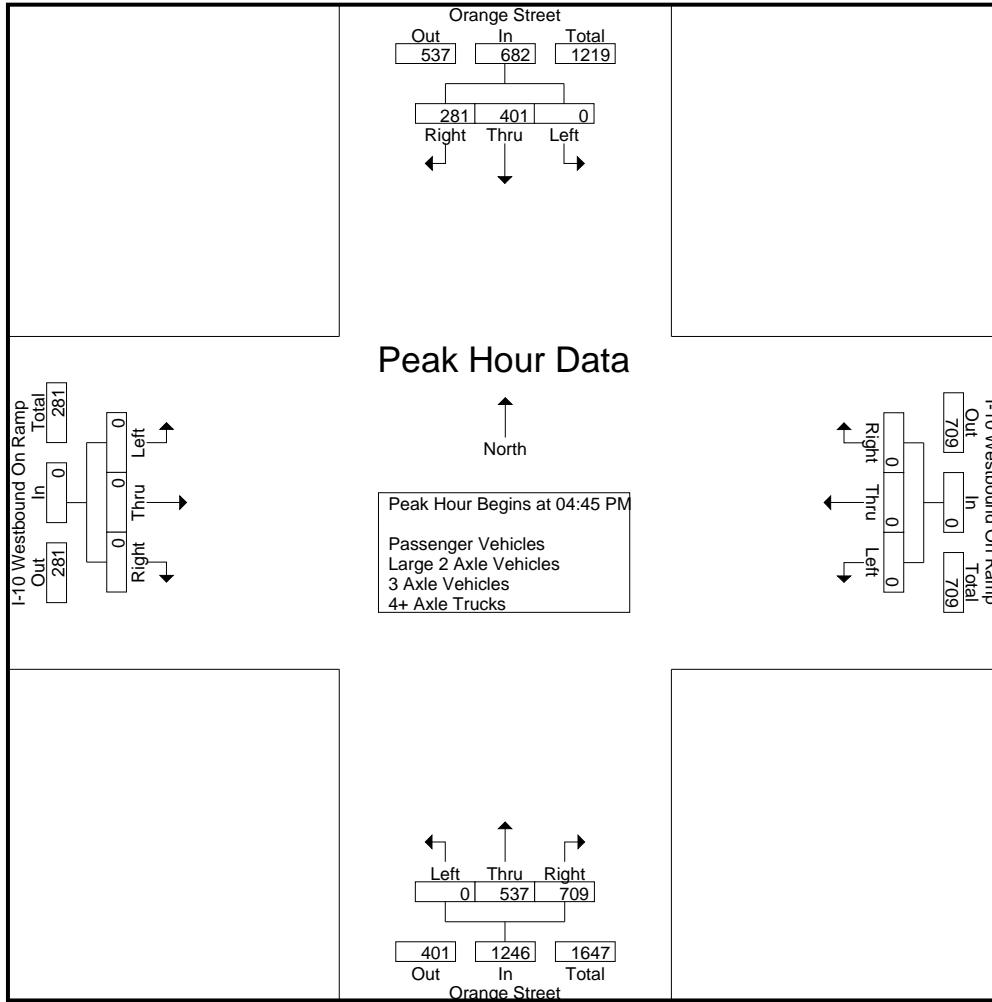 Orange Street
Out In Total
537 682 1219
281 401 0
Right Thru Left
Peak Hour Data
North
Peak Hour Begins at 04:45 PM
Passenger Vehicles
Large 2 Axle Vehicles
3 Axle Vehicles
4+ Axle Trucks
I-10 Westbound On Ramp
Out In Total
281 0 281
Right Thru Left
0 0 0
I-10 Westbound On Ramp
Out In Total
709 0 709
Right Thru Left
0 0 0
Left Thru Right
0 537 709
401 1246 1647
Out In Total
Orange Street